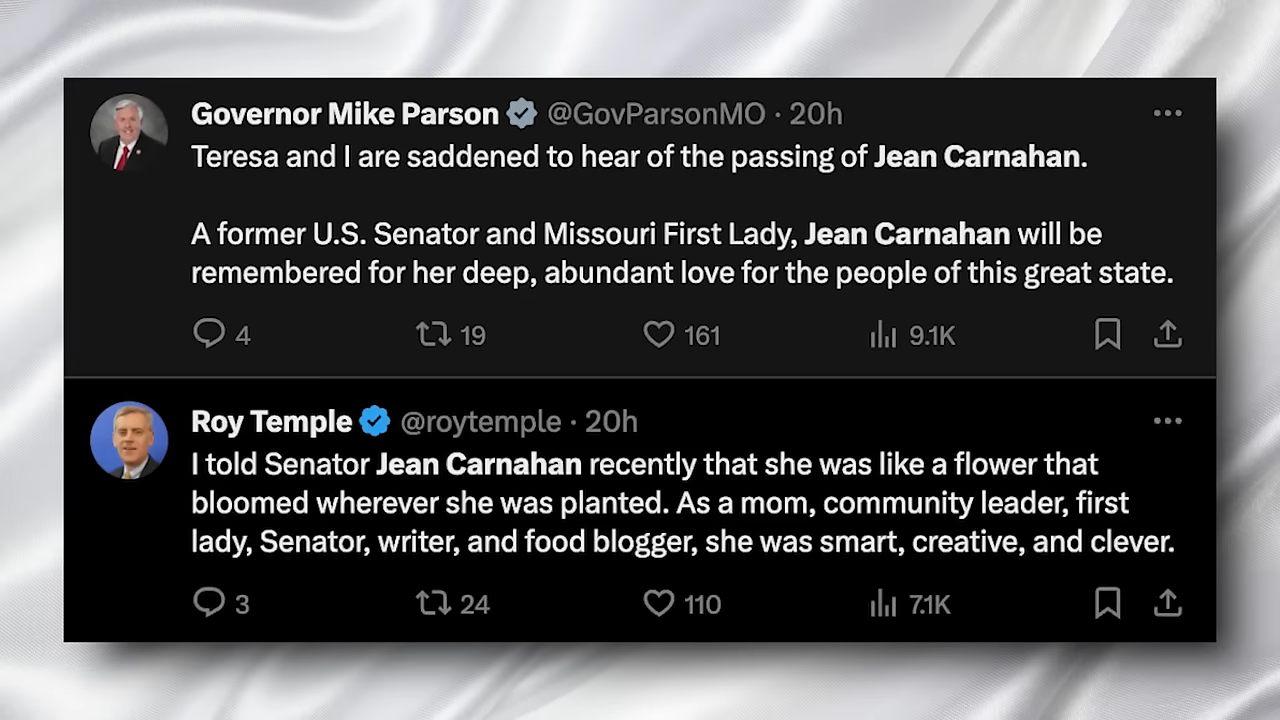 Governor Mike Parson @GovParsonMO · 20h
Teresa and I are saddened to hear of the passing of Jean Carnahan.
A former U.S. Senator and Missouri First Lady, Jean Carnahan will be
remembered for her deep, abundant love for the people of this great state.
4 19 161 9.1K
Roy Temple @roytemple · 20h
I told Senator Jean Carnahan recently that she was like a flower that
bloomed wherever she was planted. As a mom, community leader, first
lady, Senator, writer, and food blogger, she was smart, creative, and clever.
3 24 110 7.1K